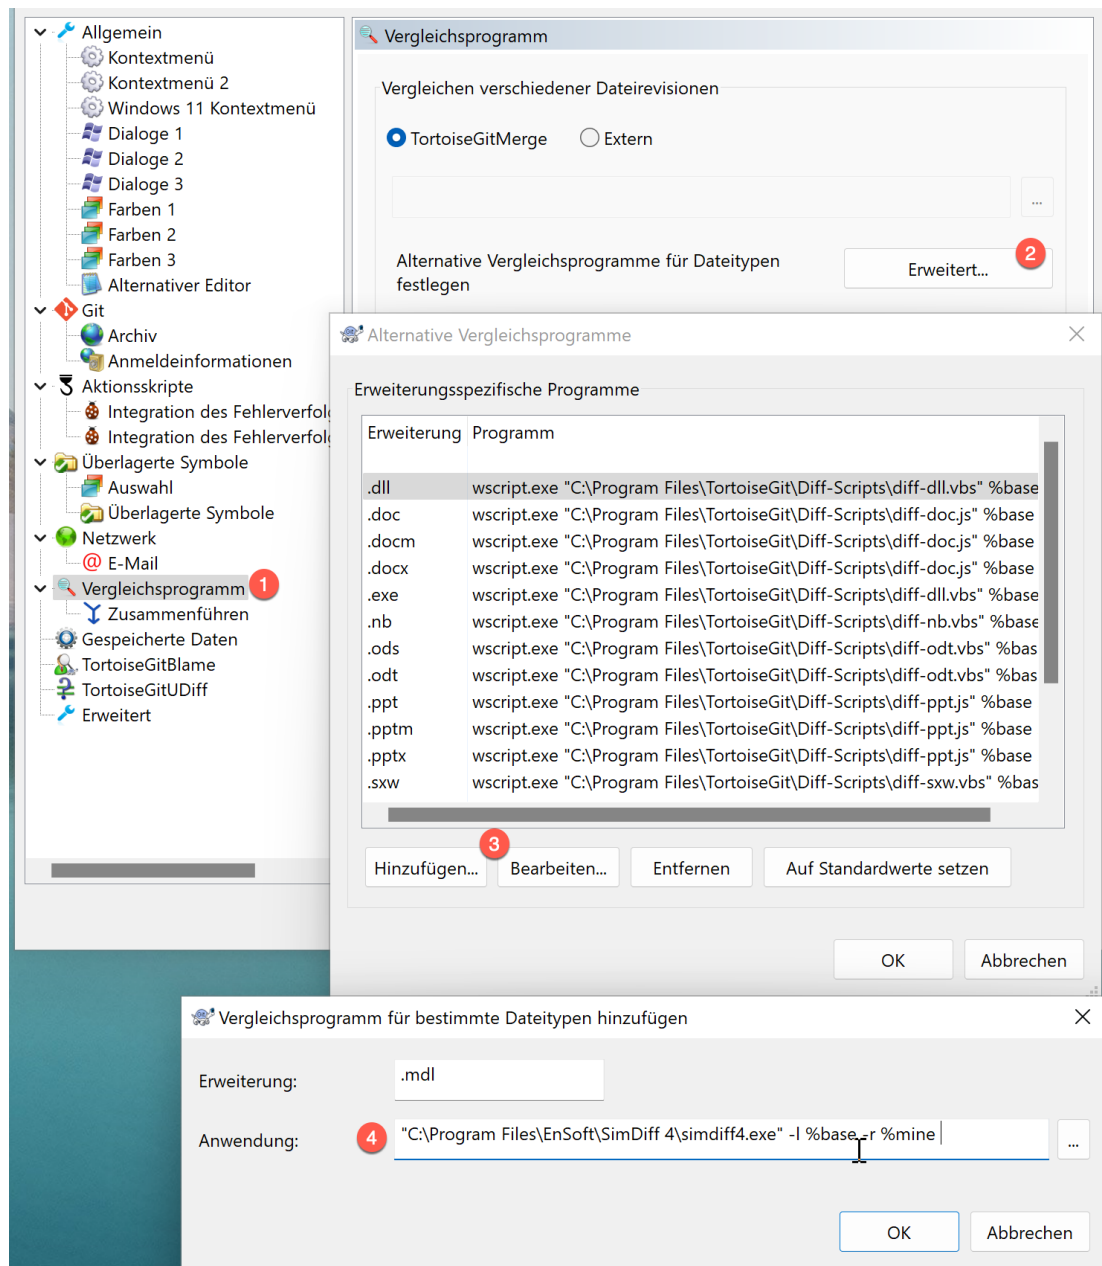 Allgemein
Kontextmenü
Kontextmenü 2
Windows 11 Kontextmenü
Dialoge 1
Dialoge 2
Dialoge 3
Farben 1
Farben 2
Farben 3
Alternativer Editor
Git
Archiv
Anmeldeinformationen
Aktionsskripte
Integration des Fehlerverfol
Integration des Fehlerverfol
Überlagerte Symbole
Auswahl
Überlagerte Symbole
Netzwerk
@ E-Mail
Vergleichsprogramm 1
Zusammenführen
Gespeicherte Daten
TortoiseGitBlame
TortoiseGitUDiff
Erweitert
Vergleichsprogramm
Vergleichen verschiedener Dateirevisionen
TortoiseGitMerge Extern
...
Alternative Vergleichsprogramme für Dateitypen
festlegen
Erweitert... 2
Alternative Vergleichsprogramme
Erweiterungsspezifische Programme
Erweiterung Programm
.dll wscript.exe "C:\Program Files\TortoiseGit\Diff-Scripts\diff-dll.vbs" %base
.doc wscript.exe "C:\Program Files\TortoiseGit\Diff-Scripts\diff-doc.js" %base
.docm wscript.exe "C:\Program Files\TortoiseGit\Diff-Scripts\diff-doc.js" %base
.docx wscript.exe "C:\Program Files\TortoiseGit\Diff-Scripts\diff-doc.js" %base
.exe wscript.exe "C:\Program Files\TortoiseGit\Diff-Scripts\diff-dll.vbs" %base
.nb wscript.exe "C:\Program Files\TortoiseGit\Diff-Scripts\diff-nb.vbs" %base
.ods wscript.exe "C:\Program Files\TortoiseGit\Diff-Scripts\diff-odt.vbs" %bas
.odt wscript.exe "C:\Program Files\TortoiseGit\Diff-Scripts\diff-odt.vbs" %bas
.ppt wscript.exe "C:\Program Files\TortoiseGit\Diff-Scripts\diff-ppt.js" %base
.pptm wscript.exe "C:\Program Files\TortoiseGit\Diff-Scripts\diff-ppt.js" %base
.pptx wscript.exe "C:\Program Files\TortoiseGit\Diff-Scripts\diff-ppt.js" %base
.sxw wscript.exe "C:\Program Files\TortoiseGit\Diff-Scripts\diff-sxw.vbs" %bas
3
Hinzufügen... Bearbeiten... Entfernen Auf Standardwerte setzen
OK Abbrechen
Vergleichsprogramm für bestimmte Dateitypen hinzufügen
Erweiterung: .mdl
Anwendung: 4 "C:\Program Files\EnSoft\SimDiff 4\simdiff4.exe" -l %base -r %mine ...
OK Abbrechen